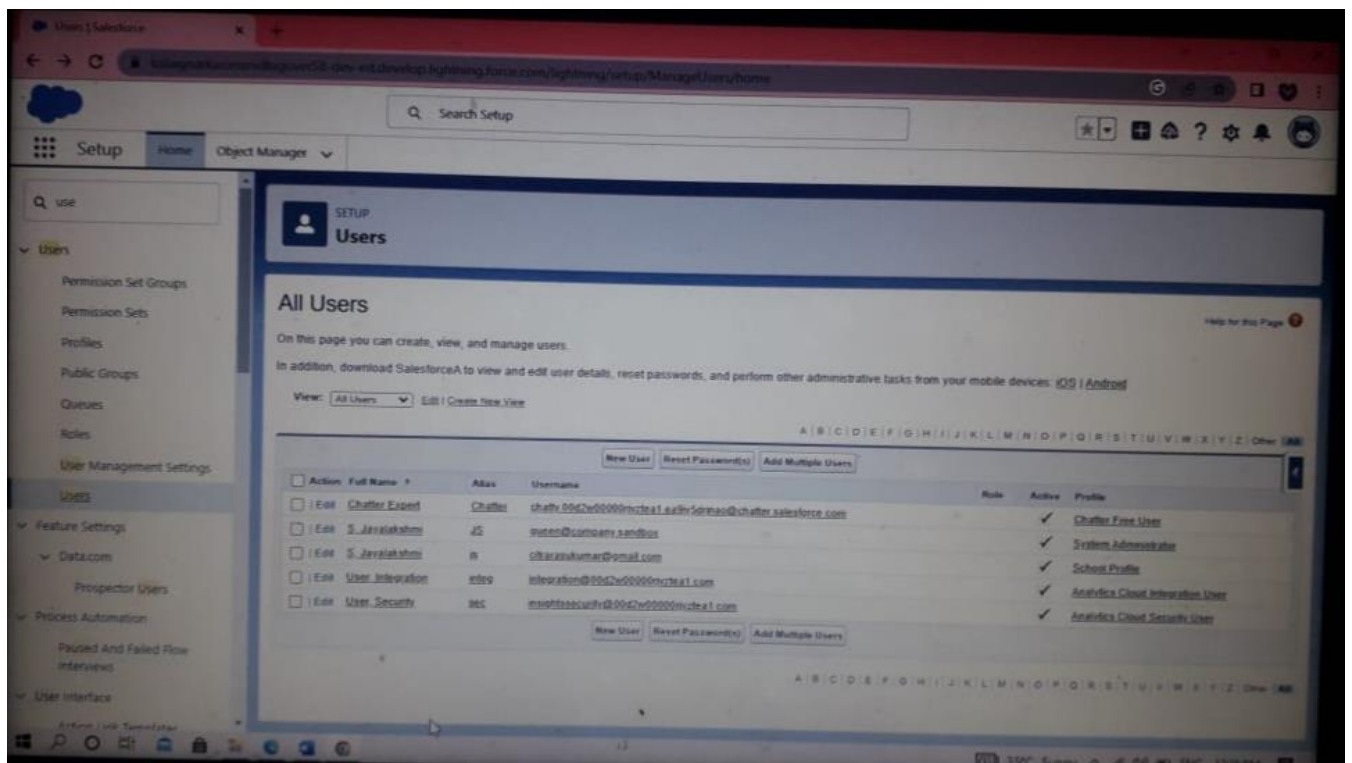 Users | Salesforce
Search Setup
Setup Home Object Manager
use
Users
Permission Set Groups
Permission Sets
Profiles
Public Groups
Queues
Roles
User Management Settings
Users
Feature Settings
Data.com
Prospector Users
Process Automation
Paused And Failed Flow
Interviews
User Interface
SETUP
Users
All Users
Help for this Page
On this page you can create, view, and manage users.
In addition, download SalesforceA to view and edit user details, reset passwords, and perform other administrative tasks from your mobile devices: iOS | Android
View: All Users Edit | Create New View
A | B | C | D | E | F | G | H | I | J | K | L | M | N | O | P | Q | R | S | T | U | V | W | X | Y | Z | Other | All
New User Reset Password(s) Add Multiple Users
Action Full Name Alias Username Role Active Profile
Edit Chatter Expert Chatter Chatter Free User
Edit S. Jayalakshmi JS queen@company.sandbox System Administrator
Edit S. Jayalakshmi School Profile
Edit User Integration integ Analytics Cloud Integration User
Edit User Security sec Analytics Cloud Security User
New User Reset Password(s) Add Multiple Users
A | B | C | D | E | F | G | H | I | J | K | L | M | N | O | P | Q | R | S | T | U | V | W | X | Y | Z | Other | All